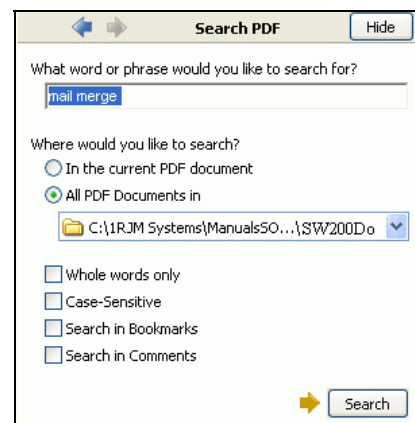 Search PDF Hide
What word or phrase would you like to search for?
mail merge
Where would you like to search?
In the current PDF document
All PDF Documents in
C:\1RJM Systems\ManualsSO...\SW200Do
Whole words only
Case-Sensitive
Search in Bookmarks
Search in Comments
Search